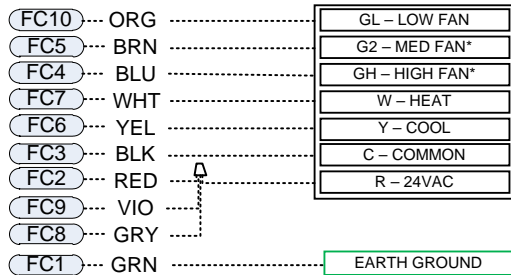 FC10 ORG GL – LOW FAN
FC5 BRN G2 – MED FAN*
FC4 BLU GH – HIGH FAN*
FC7 WHT W – HEAT
FC6 YEL Y – COOL
FC3 BLK C – COMMON
FC2 RED R – 24VAC
FC9 VIO
FC8 GRY
FC1 GRN EARTH GROUND